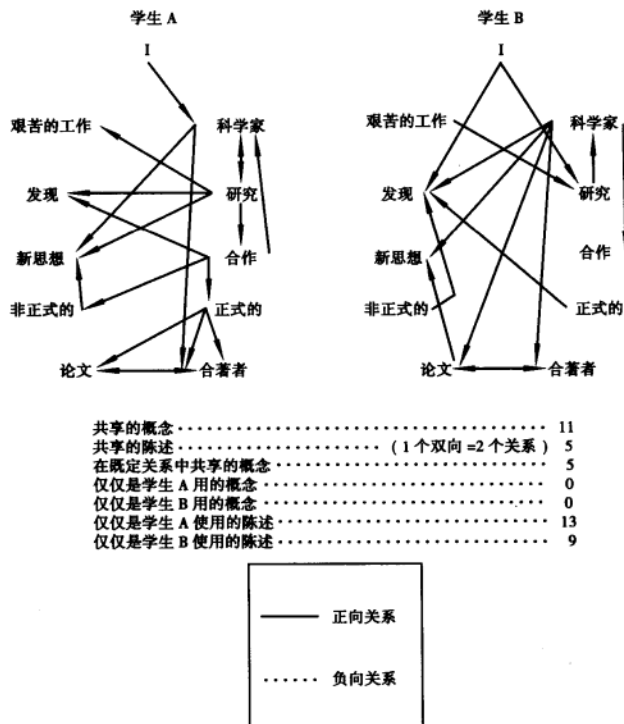 学生 A 学生 B
I I
艰苦的工作 科学家 艰苦的工作 科学家
发现 研究 发现 研究
新思想 合作 新思想 合作
非正式的 正式的 非正式的 正式的
论文 合著者 论文 合著者
共享的概念 11
共享的陈述 (1 个双向 =2 个关系) 5
在既定关系中共享的概念 5
仅仅是学生 A 用的概念 0
仅仅是学生 B 用的概念 0
仅仅是学生 A 使用的陈述 13
仅仅是学生 B 使用的陈述 9
正向关系
负向关系